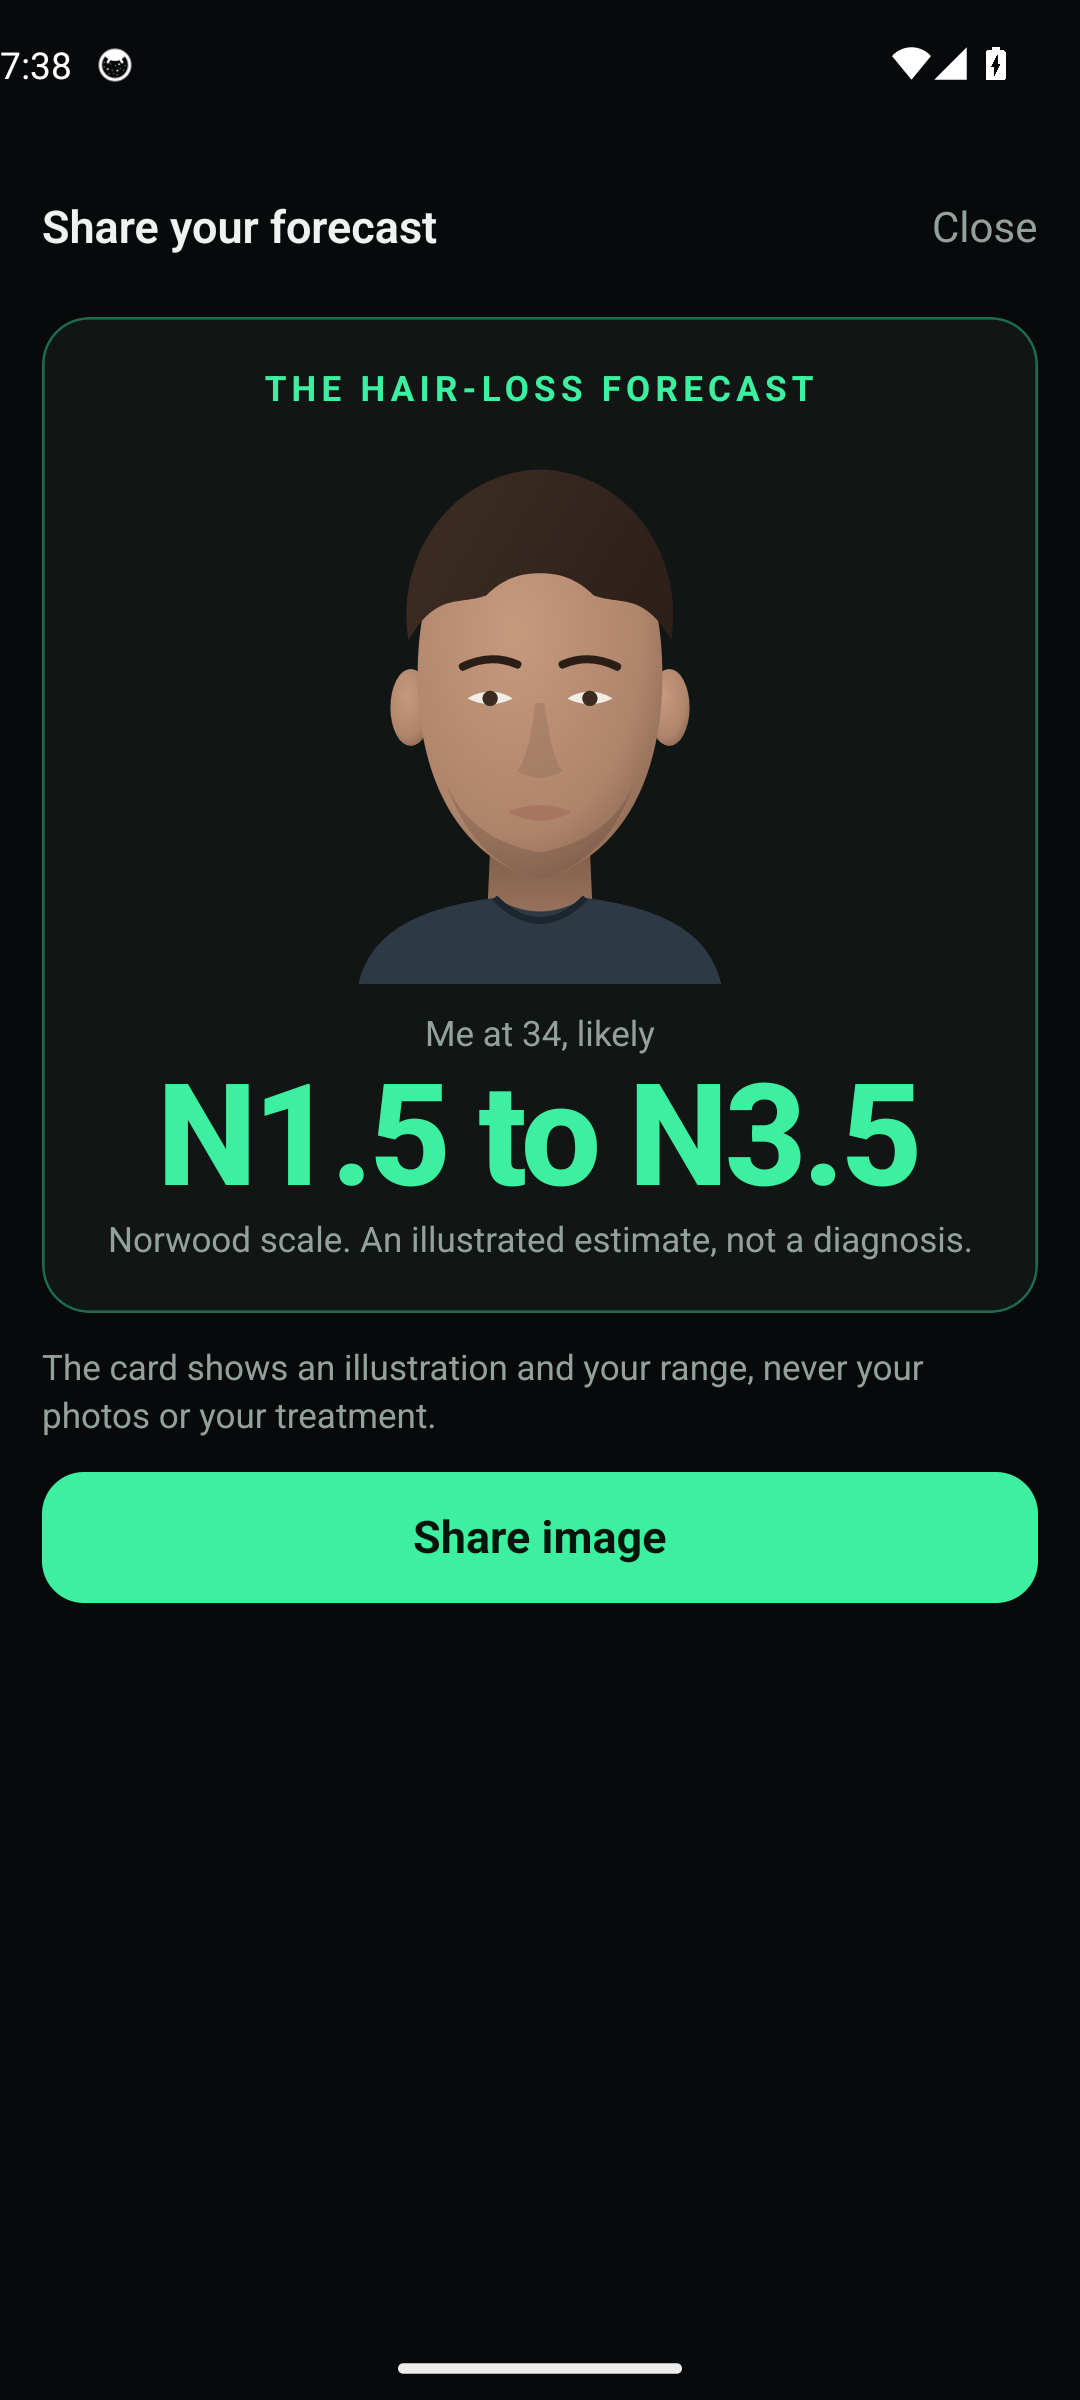 7:38
Share your forecast
Close
THE HAIR-LOSS FORECAST
Me at 34, likely
N1.5 to N3.5
Norwood scale. An illustrated estimate, not a diagnosis.
The card shows an illustration and your range, never your
photos or your treatment.
Share image